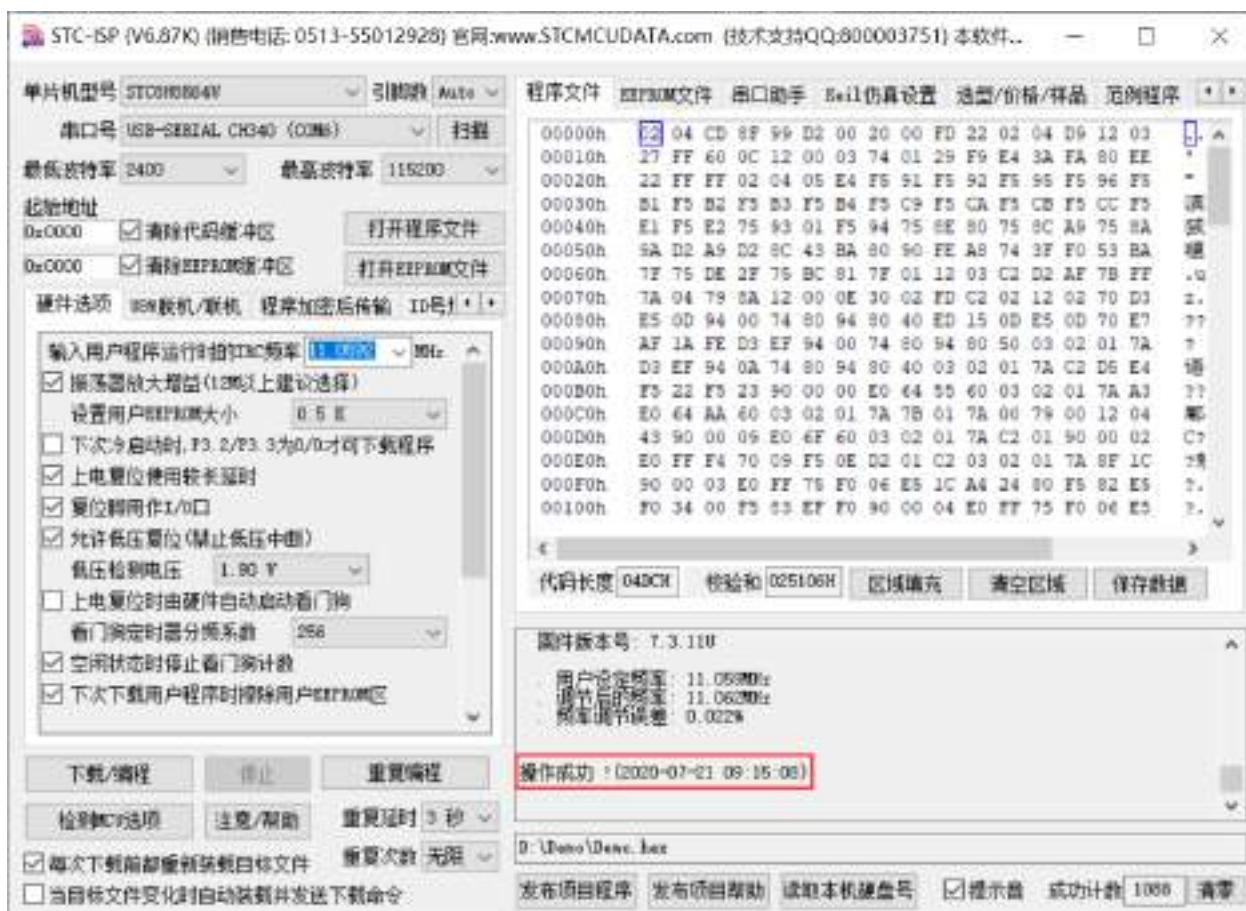 STC-ISP (V6.87K) (销售电话: 0513-55012928) 官网:www.STCMCUDATA.com (技术支持QQ:800003751) 本软件..
单片机型号 引脚数 Auto
串口号 USB-SERIAL CH340 (COM6) 扫描
最低波特率 2400 最高波特率 115200
起始地址
0x0000 清除代码缓冲区 打开程序文件
0x0000 清除EEPROM缓冲区 打开EEPROM文件
硬件选项 脱机/联机 程序加密后传输 ID号
输入用户程序运行时的IRC频率 11.0592 MHz
振荡器放大增益(12M以上建议选择)
设置用户EEPROM大小 0.5 K
下次冷启动时,P3.2/P3.3为0/0才可下载程序
上电复位使用较长延时
复位脚用作I/O口
允许低压复位(禁止低压中断)
低压检测电压 1.90 V
上电复位时由硬件自动启动看门狗
看门狗定时器分频系数 256
空闲状态时停止看门狗计数
下次下载用户程序时擦除用户EEPROM区
下载/编程 停止 重复编程
检测MCU选项 注意/帮助 重复延时 3 秒
每次下载前都重新装载目标文件 重复次数 无限
当目标文件变化时自动装载并发送下载命令
程序文件 EEPROM文件 串口助手 Keil仿真设置 选型/价格/样品 范例程序
00000h 02 04 CD 8F 99 D2 00 20 00 FD 22 02 04 D9 12 03
00010h 27 FF 60 0C 12 00 03 74 01 29 F9 E4 3A FA 80 EE
00020h 22 FF FF 02 04 05 E4 F5 91 F5 92 F5 95 F5 96 F5
00030h B1 F5 B2 F5 B3 F5 B4 F5 C9 F5 CA F5 CB F5 CC F5
00040h E1 F5 E2 75 93 01 F5 94 75 8E 80 75 8C A9 75 8A
00050h 9A D2 A9 D2 8C 43 BA 80 90 FE A8 74 3F F0 53 BA
00060h 7F 75 DE 2F 75 BC 81 7F 01 12 03 C2 D2 AF 7B FF
00070h 7A 04 79 8A 12 00 0E 30 02 FD C2 02 12 02 70 D3
00080h E5 0D 94 00 74 80 94 80 40 ED 15 0D E5 0D 70 E7
00090h AF 1A FE D3 EF 94 00 74 80 94 80 50 03 02 01 7A
000A0h D3 EF 94 0A 74 80 94 80 40 03 02 01 7A C2 D5 E4
000B0h F5 22 F5 23 90 00 00 E0 64 55 60 03 02 01 7A A3
000C0h E0 64 AA 60 03 02 01 7A 7B 01 7A 00 79 00 12 04
000D0h 43 90 00 09 E0 6F 60 03 02 01 7A C2 01 90 00 02
000E0h E0 FF F4 70 09 F5 0E D2 01 C2 03 02 01 7A 8F 1C
000F0h 90 00 03 E0 FF 75 F0 06 E5 1C A4 24 80 F5 82 E5
00100h F0 34 00 F5 83 EF F0 90 00 04 E0 FF 75 F0 06 E5
代码长度 04DCH 校验和 025106H 区域填充 清空区域 保存数据
固件版本号: 7.3.11U
. 用户设定频率: 11.059MHz
. 调节后的频率: 11.062MHz
. 频率调节误差: 0.022%
操作成功 !(2020-07-21 09:15:08)
D:\Demo\Demo.hex
发布项目程序 发布项目帮助 读取本机硬盘号 提示音 成功计数 1088 清零